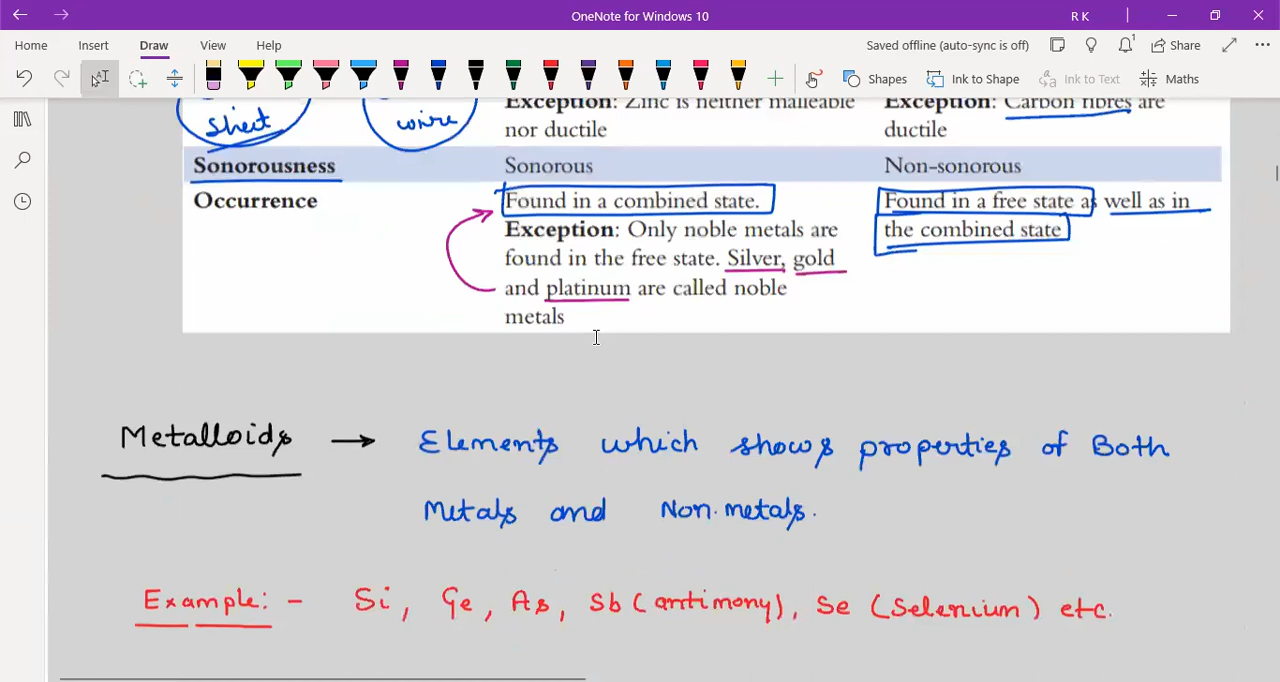 OneNote for Windows 10
R K
Home Insert Draw View Help
Saved offline (auto-sync is off)
Share
Shapes
Ink to Shape
Ink to Text
Maths
sheet
wire
Exception: Zinc is neither malleable
nor ductile
Exception: Carbon fibres are
ductile
Sonorousness Sonorous Non-sonorous
Occurrence
Found in a combined state.
Exception: Only noble metals are
found in the free state. Silver, gold
and platinum are called noble
metals
Found in a free state as well as in
the combined state
Metalloids → Elements which shows properties of Both
Metals and Non-metals.
Example: - Si, Ge, As, Sb (antimony), Se (Selenium) etc.